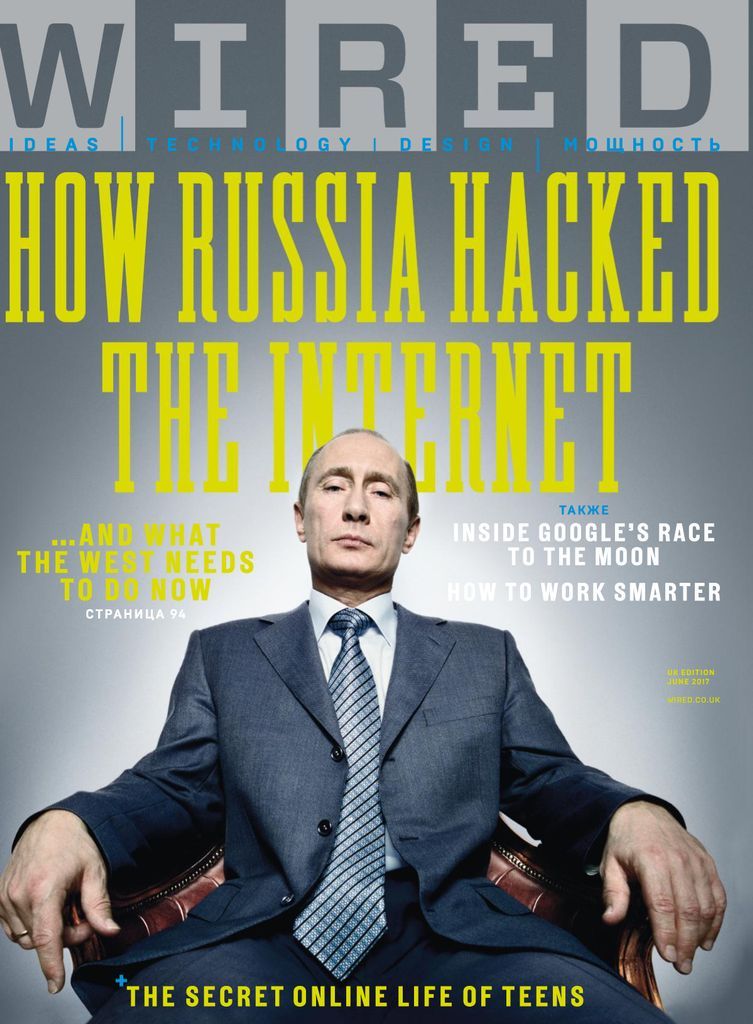 WIRED
IDEAS | TECHNOLOGY | DESIGN | МОЩНОСТЬ
HOW RUSSIA HACKED
THE INTERNET
...AND WHAT
THE WEST NEEDS
TO DO NOW
СТРАНИЦА 94
ТАКЖЕ
INSIDE GOOGLE'S RACE
TO THE MOON
HOW TO WORK SMARTER
UK EDITION
JUNE 2017
WIRED.CO.UK
+THE SECRET ONLINE LIFE OF TEENS